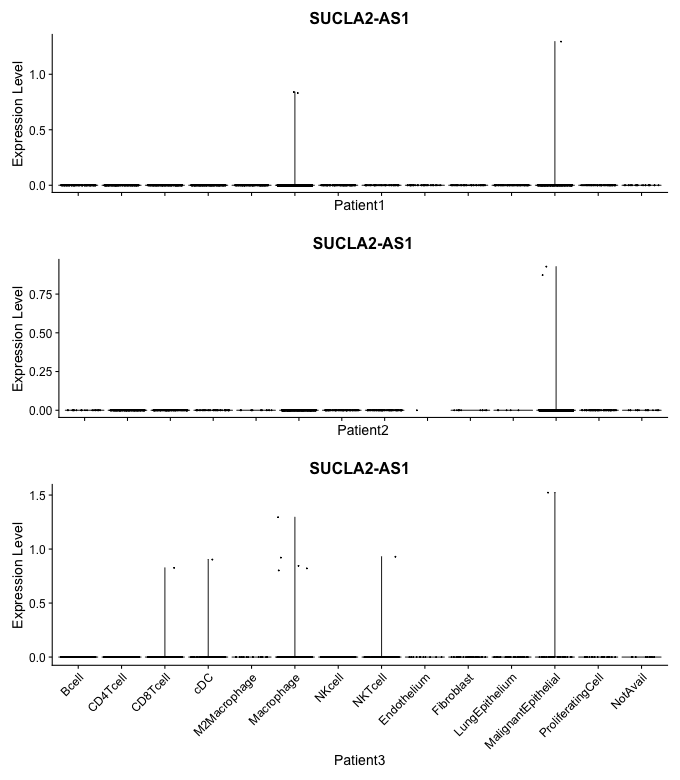 SUCLA2-AS1
Expression Level
1.0
0.5
0.0
Patient1
SUCLA2-AS1
Expression Level
0.75
0.50
0.25
0.00
Patient2
SUCLA2-AS1
Expression Level
1.5
1.0
0.5
0.0
Bcell
CD4Tcell
CD8Tcell
cDC
M2Macrophage
Macrophage
NKcell
NKTcell
Endothelium
Fibroblast
LungEpithelium
MalignantEpithelial
ProliferatingCell
NotAvail
Patient3